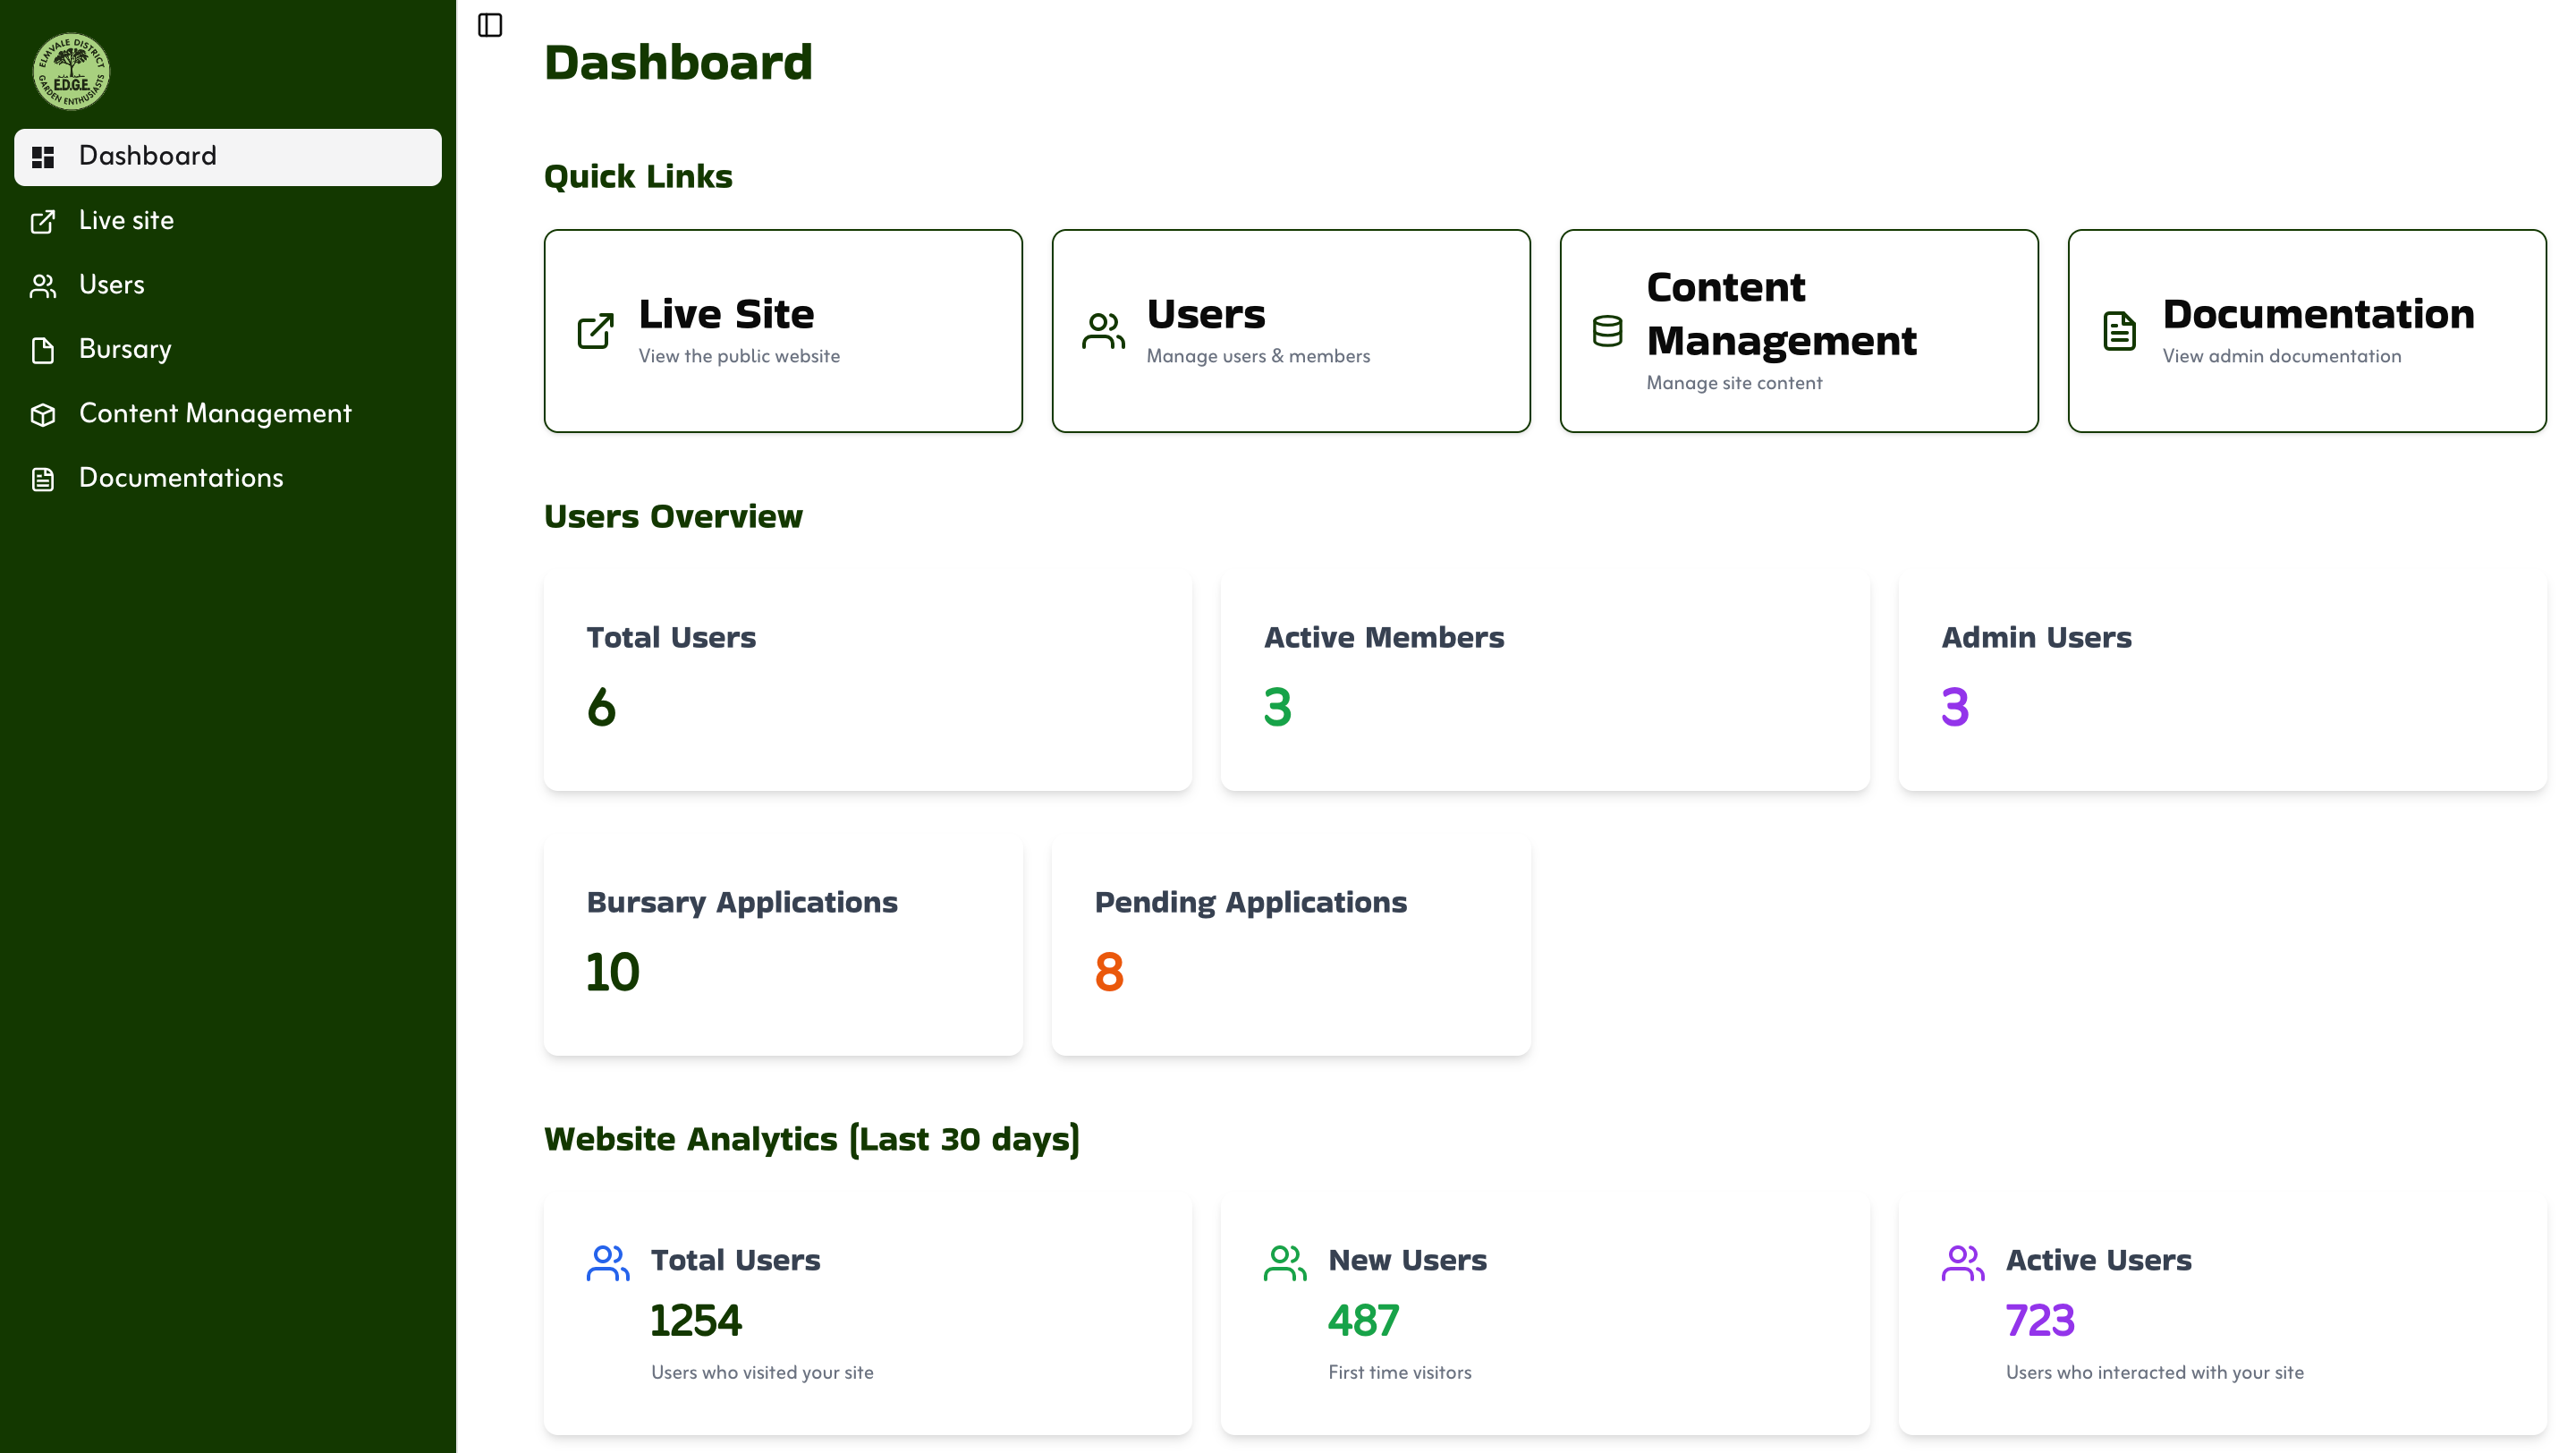 ELMVALE DISTRICT
E.D.G.E.
GARDEN ENTHUSIASTS
Dashboard
Live site
Users
Bursary
Content Management
Documentations
Dashboard
Quick Links
Live Site
View the public website
Users
Manage users & members
Content
Management
Manage site content
Documentation
View admin documentation
Users Overview
Total Users
6
Active Members
3
Admin Users
3
Bursary Applications
10
Pending Applications
8
Website Analytics (Last 30 days)
Total Users
1254
Users who visited your site
New Users
487
First time visitors
Active Users
723
Users who interacted with your site